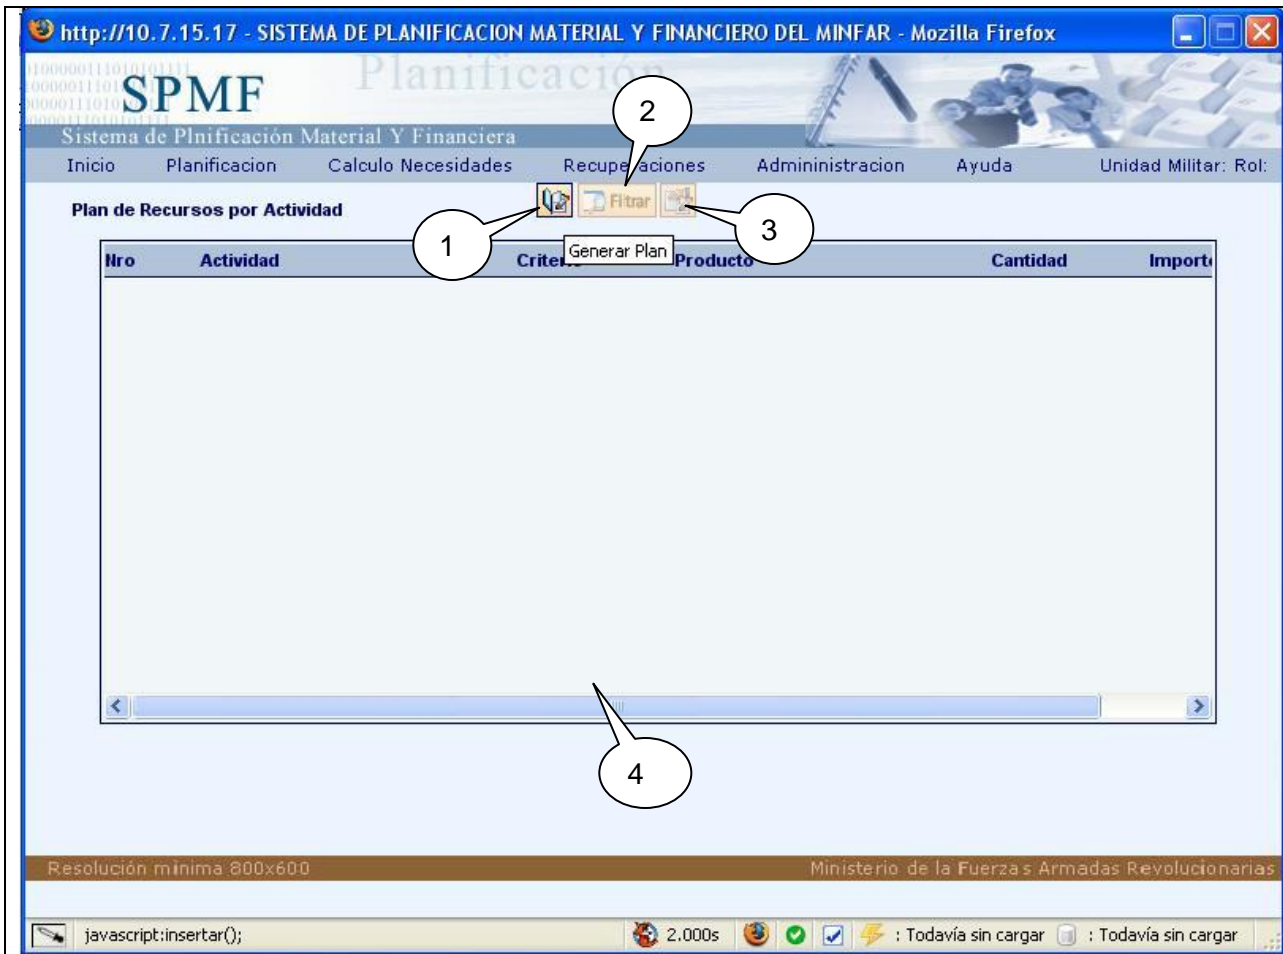 http://10.7.15.17 - SISTEMA DE PLANIFICACION MATERIAL Y FINANCIERO DEL MINFAR - Mozilla Firefox
Planificación
SPMF
Sistema de Plnificación Material Y Financiera
Inicio Planificacion Calculo Necesidades Recuperaciones Admininistracion Ayuda Unidad Militar: Rol:
2
Filtrar
Plan de Recursos por Actividad
1
3
Generar Plan
Nro Actividad Producto Cantidad
4
Resolución mínima 800x600 Ministerio de la Fuerzas Armadas Revolucionarias
javascript:insertar(); 2.000s : Todavía sin cargar : Todavía sin cargar